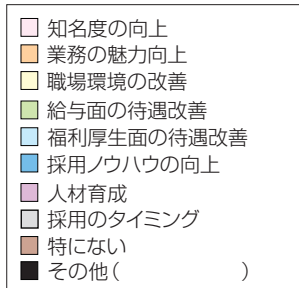 知名度の向上
業務の魅力向上
職場環境の改善
給与面の待遇改善
福利厚生面の待遇改善
採用ノウハウの向上
人材育成
採用のタイミング
特にない
その他(　　　　　　)